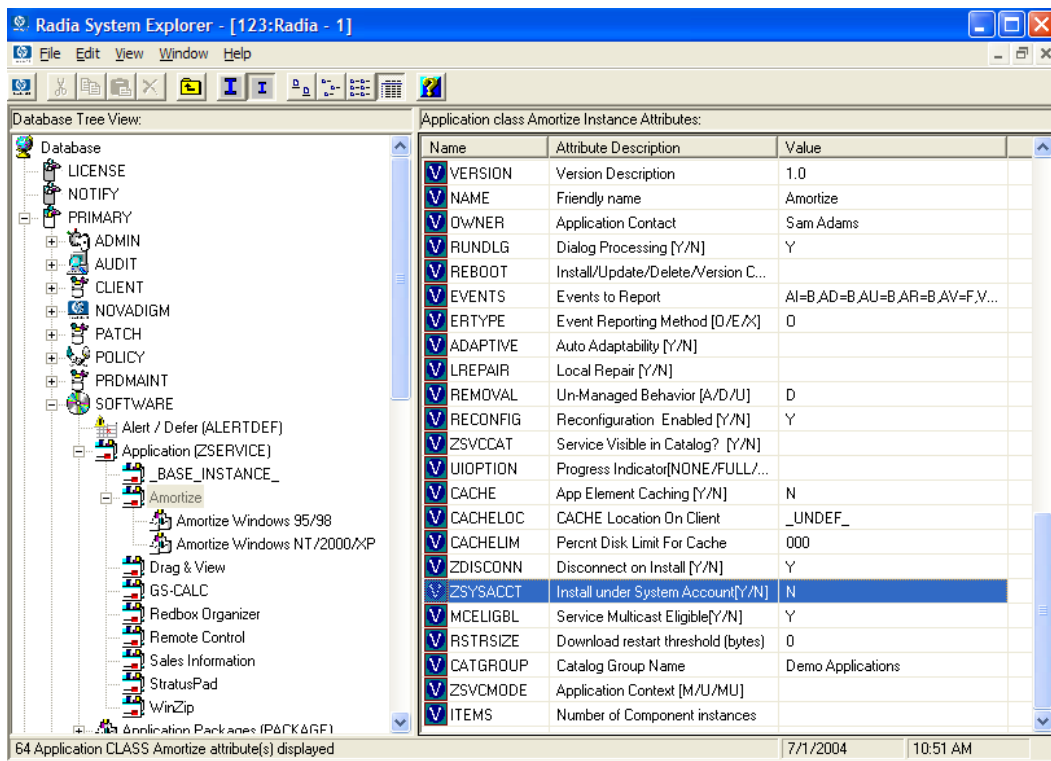 Radia System Explorer - [123:Radia - 1]
File Edit View Window Help
Database Tree View:
Database
LICENSE
NOTIFY
PRIMARY
ADMIN
AUDIT
CLIENT
NOVADIGM
PATCH
POLICY
PRDMAINT
SOFTWARE
Alert / Defer (ALERTDEF)
Application (ZSERVICE)
_BASE_INSTANCE_
Amortize
Amortize Windows 95/98
Amortize Windows NT/2000/XP
Drag & View
GS-CALC
Redbox Organizer
Remote Control
Sales Information
StratusPad
WinZip
Application Packages (PACKAGE)
Application class Amortize Instance Attributes:
Name Attribute Description Value
VERSION Version Description 1.0
NAME Friendly name Amortize
OWNER Application Contact Sam Adams
RUNDLG Dialog Processing [Y/N] Y
REBOOT Install/Update/Delete/Version C...
EVENTS Events to Report AI=B,AD=B,AU=B,AR=B,AV=F,V...
ERTYPE Event Reporting Method [O/E/X] O
ADAPTIVE Auto Adaptability [Y/N]
LREPAIR Local Repair [Y/N]
REMOVAL Un-Managed Behavior [A/D/U] D
RECONFIG Reconfiguration Enabled [Y/N] Y
ZSVCCAT Service Visible in Catalog? [Y/N]
UIOPTION Progress Indicator[NONE/FULL/...
CACHE App Element Caching [Y/N] N
CACHELOC CACHE Location On Client _UNDEF_
CACHELIM Percnt Disk Limit For Cache 000
ZDISCONN Disconnect on Install [Y/N] Y
ZSYSACCT Install under System Account[Y/N] N
MCELIGBL Service Multicast Eligible[Y/N] Y
RSTRSIZE Download restart threshold (bytes) 0
CATGROUP Catalog Group Name Demo Applications
ZSVCMODE Application Context [M/U/MU]
ITEMS Number of Component instances
64 Application CLASS Amortize attribute(s) displayed 7/1/2004 10:51 AM